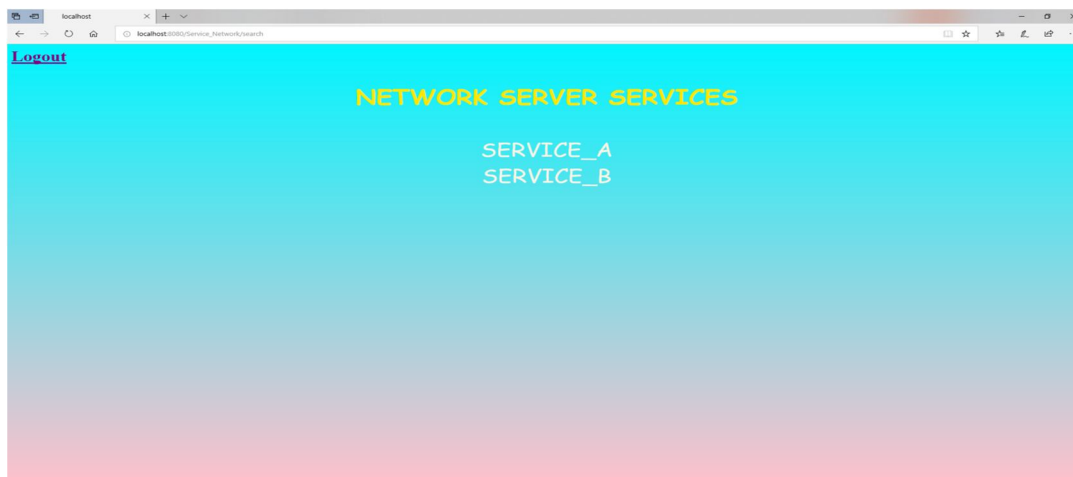 localhost
localhost:8080/Service_Network/search
Logout
NETWORK SERVER SERVICES
SERVICE_A
SERVICE_B